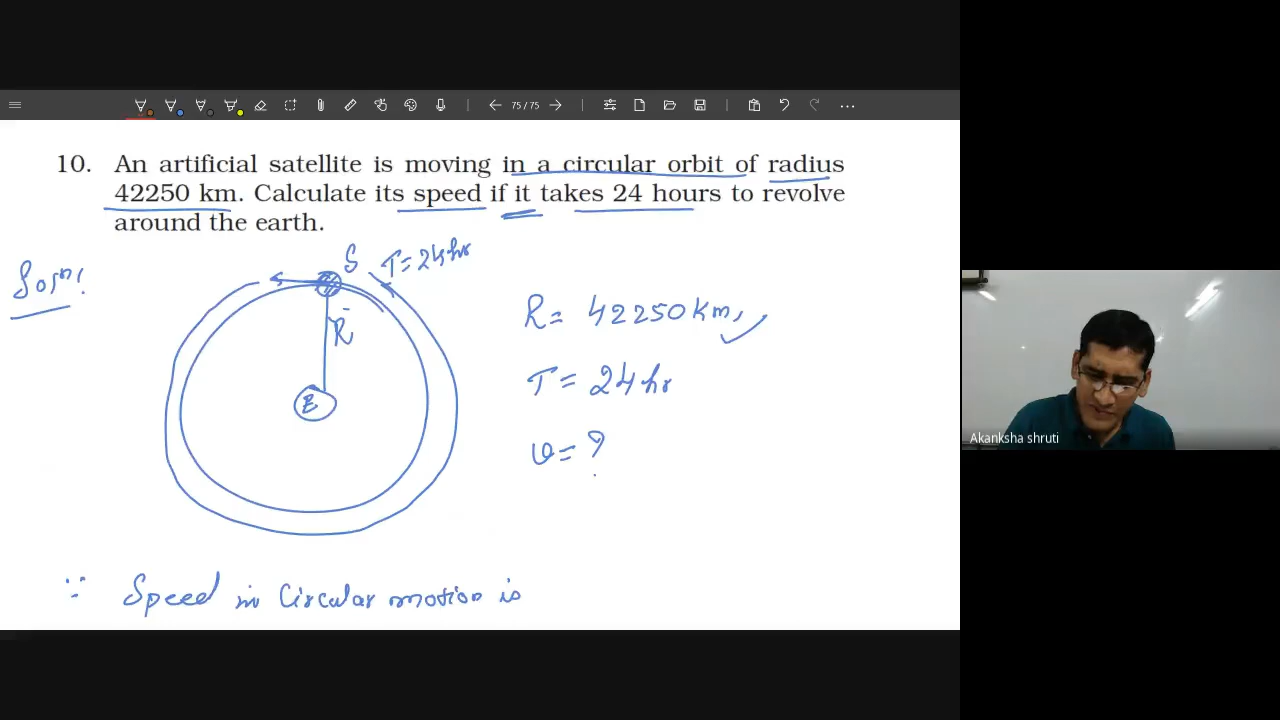 75 / 75
10. An artificial satellite is moving in a circular orbit of radius
42250 km. Calculate its speed if it takes 24 hours to revolve
around the earth.
Soln:
S T = 24 hr
R
E
R = 42250 Km,
T = 24 hr
v = ?
∵ Speed in Circular motion is
Akanksha shruti